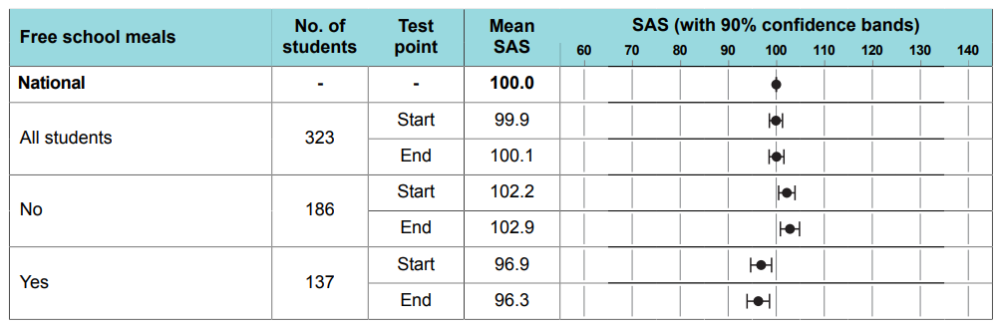 Free school meals No. of students Test point Mean SAS SAS (with 90% confidence bands)
60 70 80 90 100 110 120 130 140
National - - 100.0
All students 323 Start 99.9
End 100.1
No 186 Start 102.2
End 102.9
Yes 137 Start 96.9
End 96.3